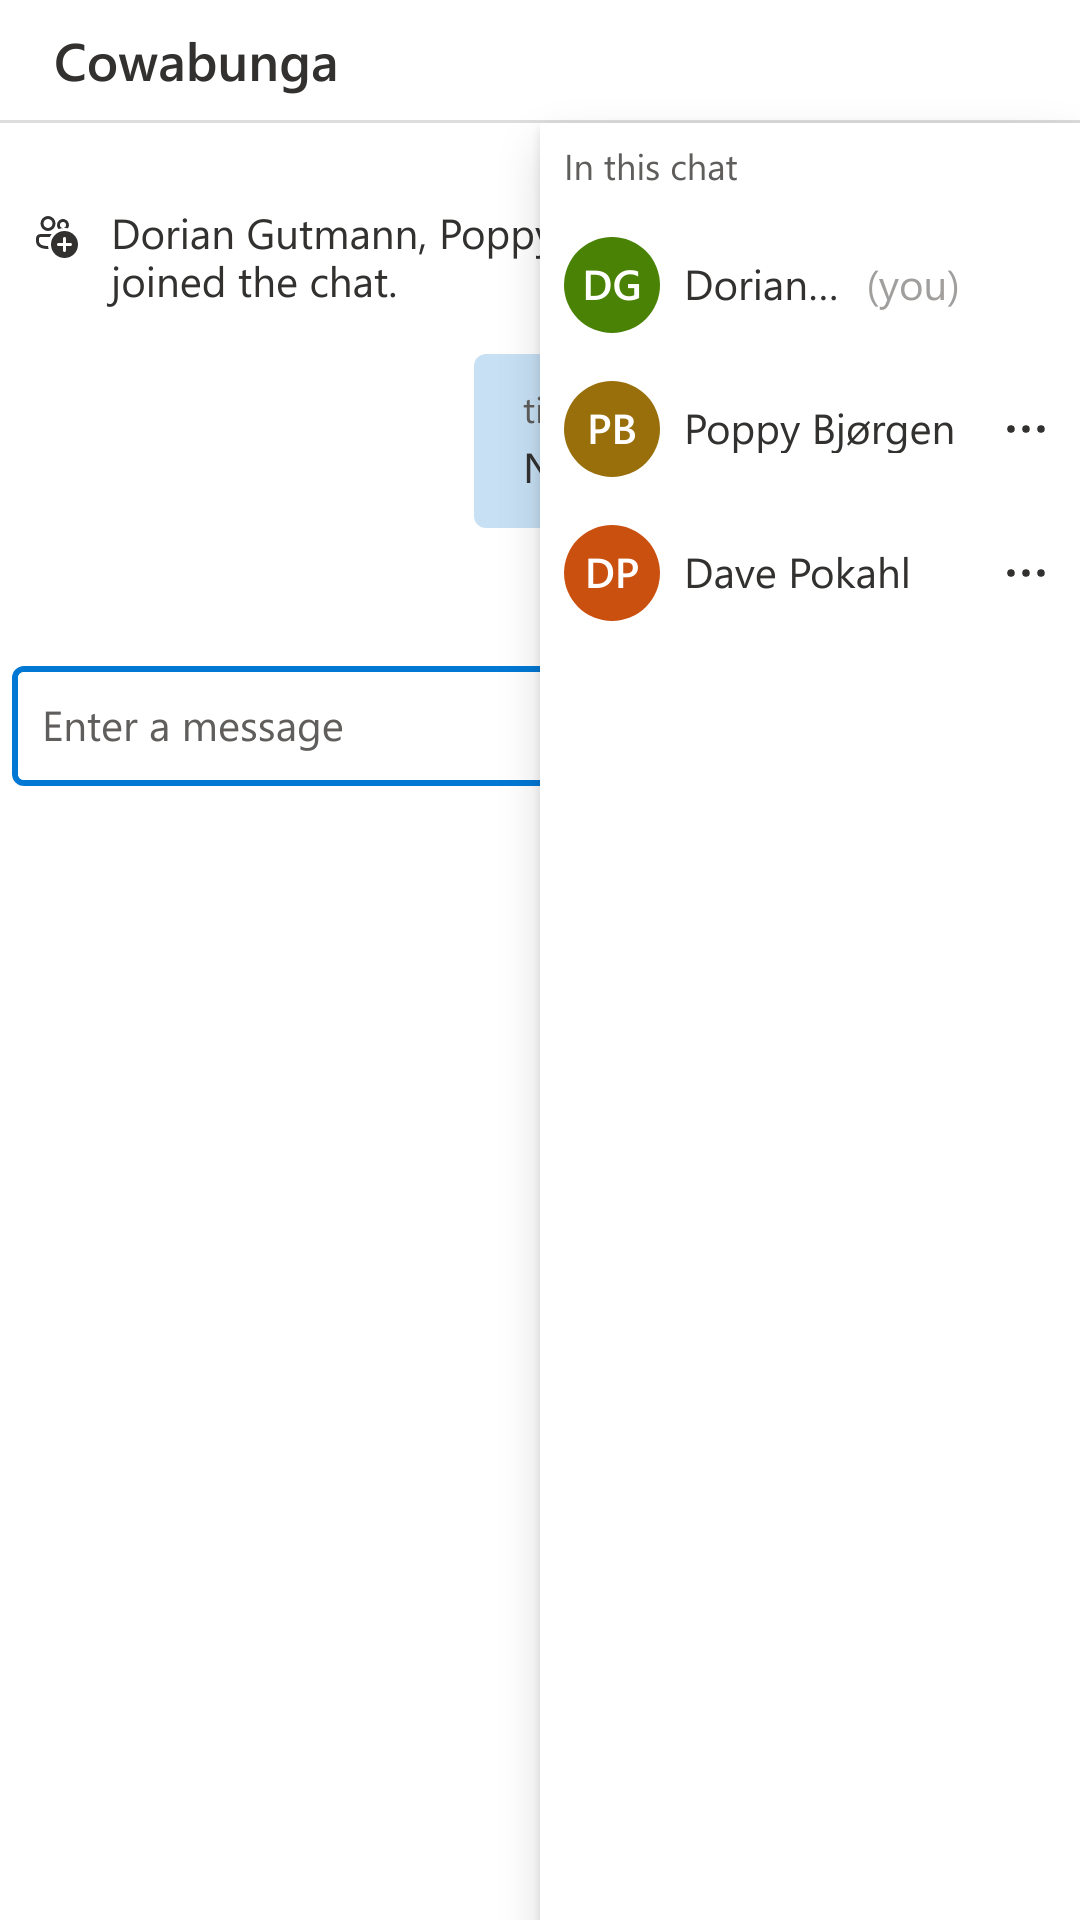 Cowabunga
In this chat
Dorian Gutmann, Poppy
joined the chat.
DG Dorian... (you)
PB Poppy Bjørgen
DP Dave Pokahl
Enter a message